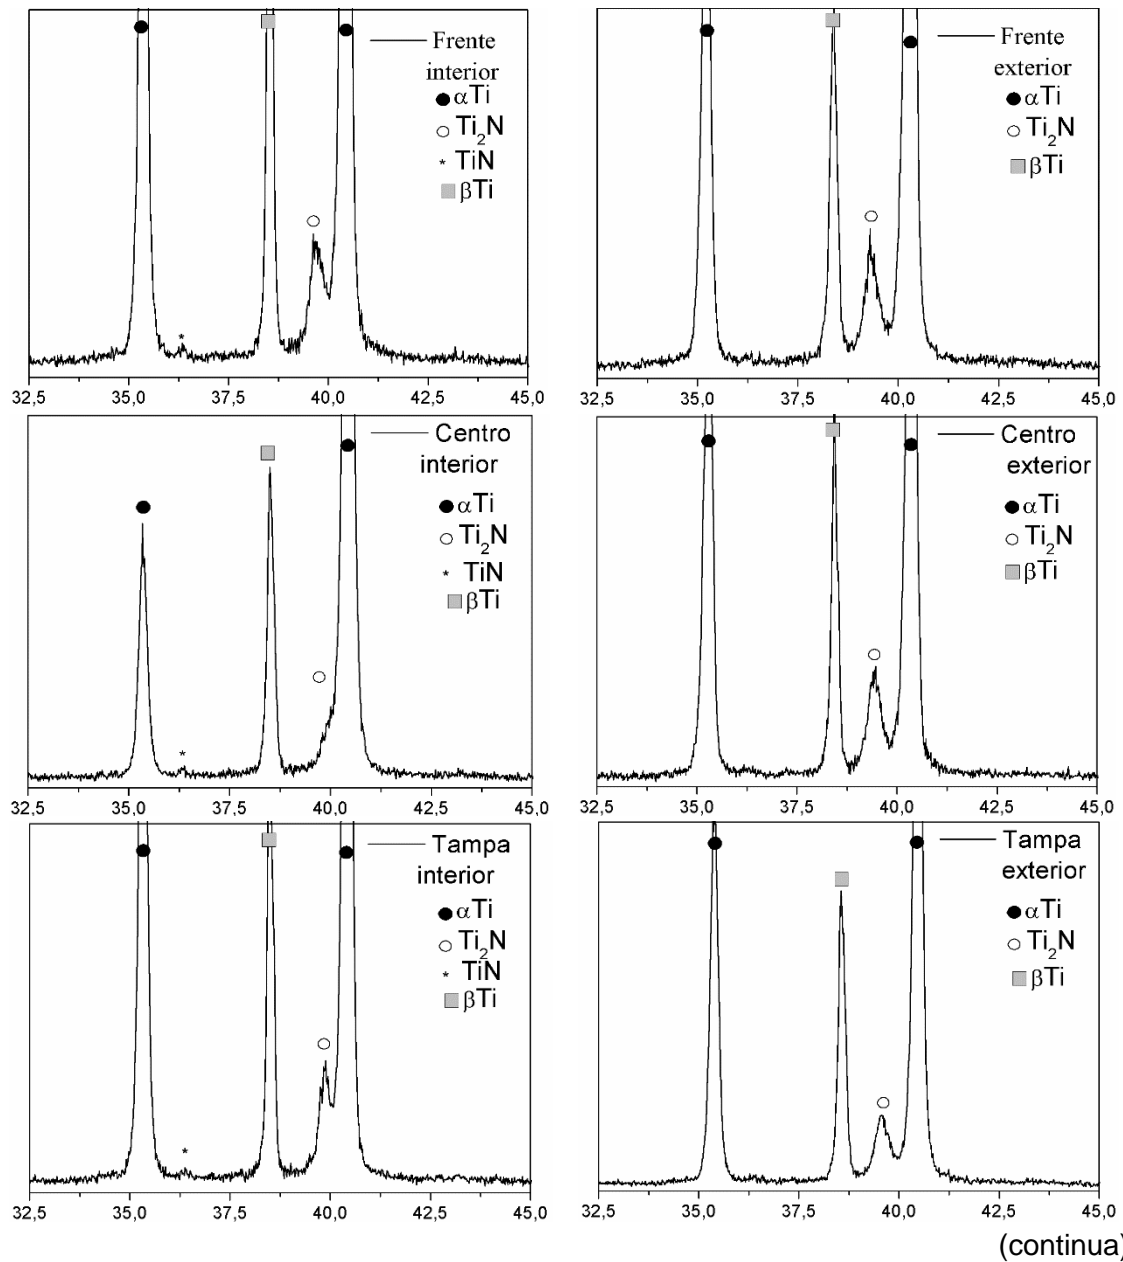 Frente
interior
αTi
Ti2N
* TiN
βTi
32,5 35,0 37,5 40,0 42,5 45,0
Frente
exterior
αTi
Ti2N
βTi
32,5 35,0 37,5 40,0 42,5 45,0
Centro
interior
αTi
Ti2N
* TiN
βTi
32,5 35,0 37,5 40,0 42,5 45,0
Centro
exterior
αTi
Ti2N
βTi
32,5 35,0 37,5 40,0 42,5 45,0
Tampa
interior
αTi
Ti2N
* TiN
βTi
32,5 35,0 37,5 40,0 42,5 45,0
Tampa
exterior
αTi
Ti2N
βTi
32,5 35,0 37,5 40,0 42,5 45,0
(continua)